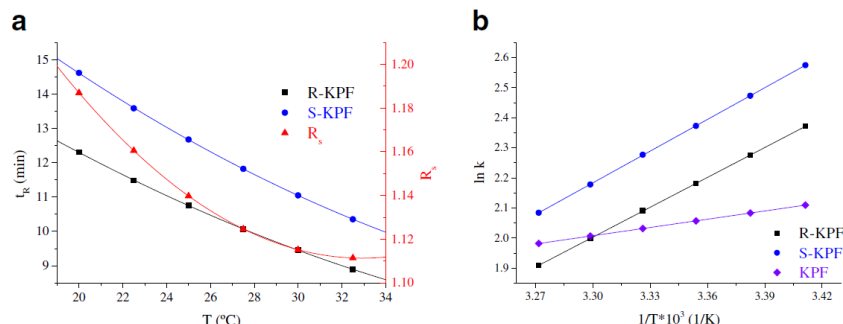 a
15
14
13
12
11
10
9
t_R (min)
20 22 24 26 28 30 32 34
T (ºC)
1.20
1.18
1.16
1.14
1.12
1.10
R_s
R-KPF
S-KPF
R_s
b
2.6
2.5
2.4
2.3
2.2
2.1
2.0
1.9
ln k
3.27 3.30 3.33 3.36 3.39 3.42
1/T*10³ (1/K)
R-KPF
S-KPF
KPF